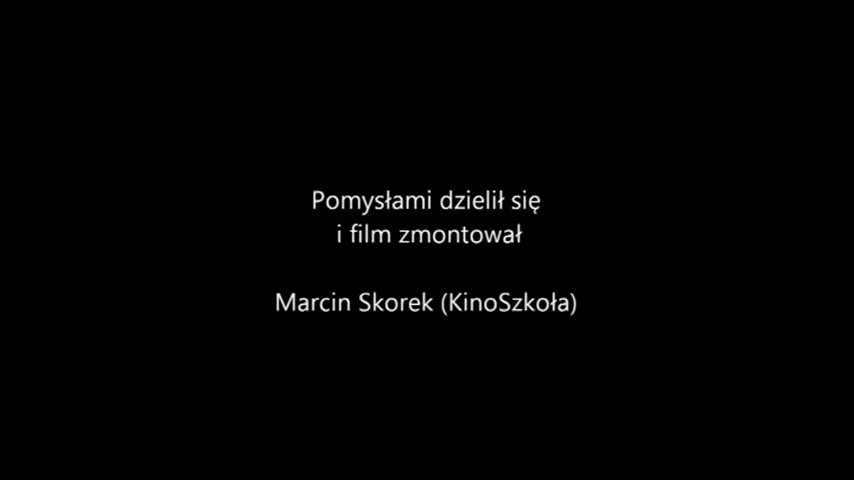 Pomysłami dzielił się
i film zmontował
Marcin Skorek (KinoSzkoła)